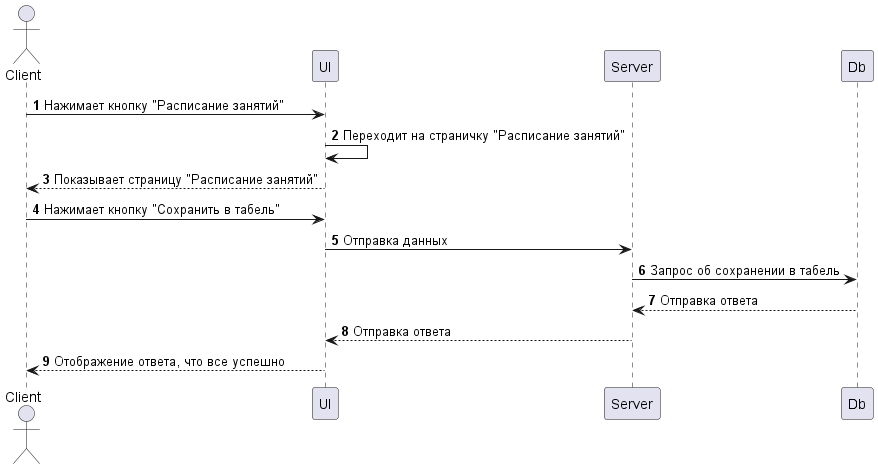 Client
UI
Server
Db
1 Нажимает кнопку "Расписание занятий"
2 Переходит на страничку "Расписание занятий"
3 Показывает страницу "Расписание занятий"
4 Нажимает кнопку "Сохранить в табель"
5 Отправка данных
6 Запрос об сохранении в табель
7 Отправка ответа
8 Отправка ответа
9 Отображение ответа, что все успешно
Client
UI
Server
Db